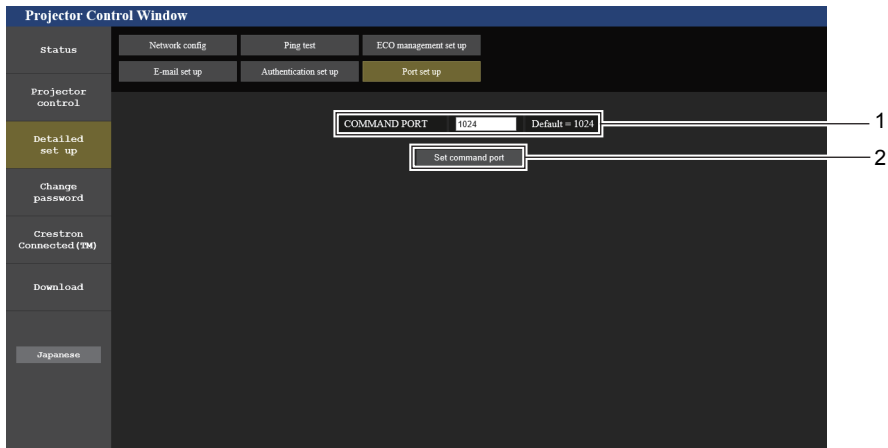 Projector Control Window
Status
Network config
Ping test
ECO management set up
E-mail set up
Authentication set up
Port set up
Projector
control
COMMAND PORT 1024 Default = 1024
1
Set command port
2
Detailed
set up
Change
password
Crestron
Connected(TM)
Download
Japanese